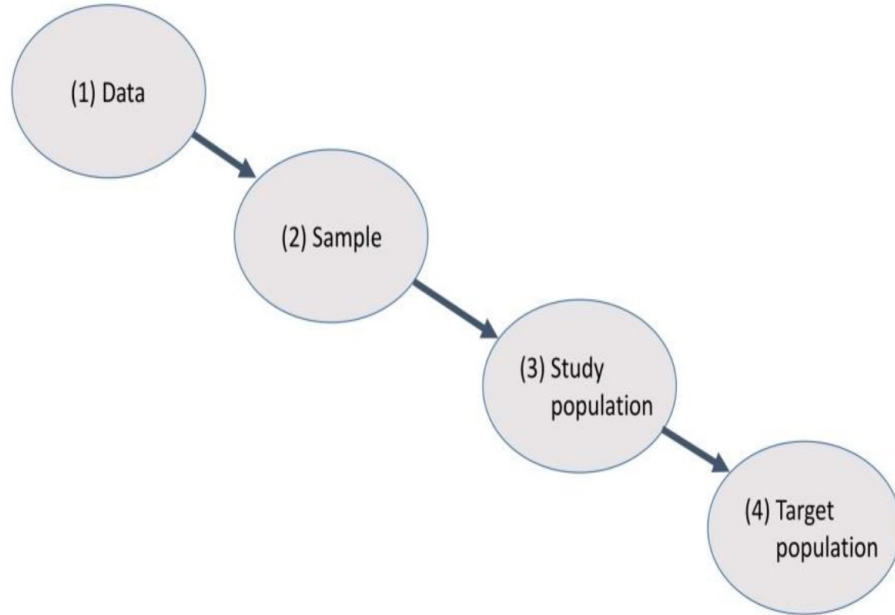 (1) Data
(2) Sample
(3) Study
population
(4) Target
population